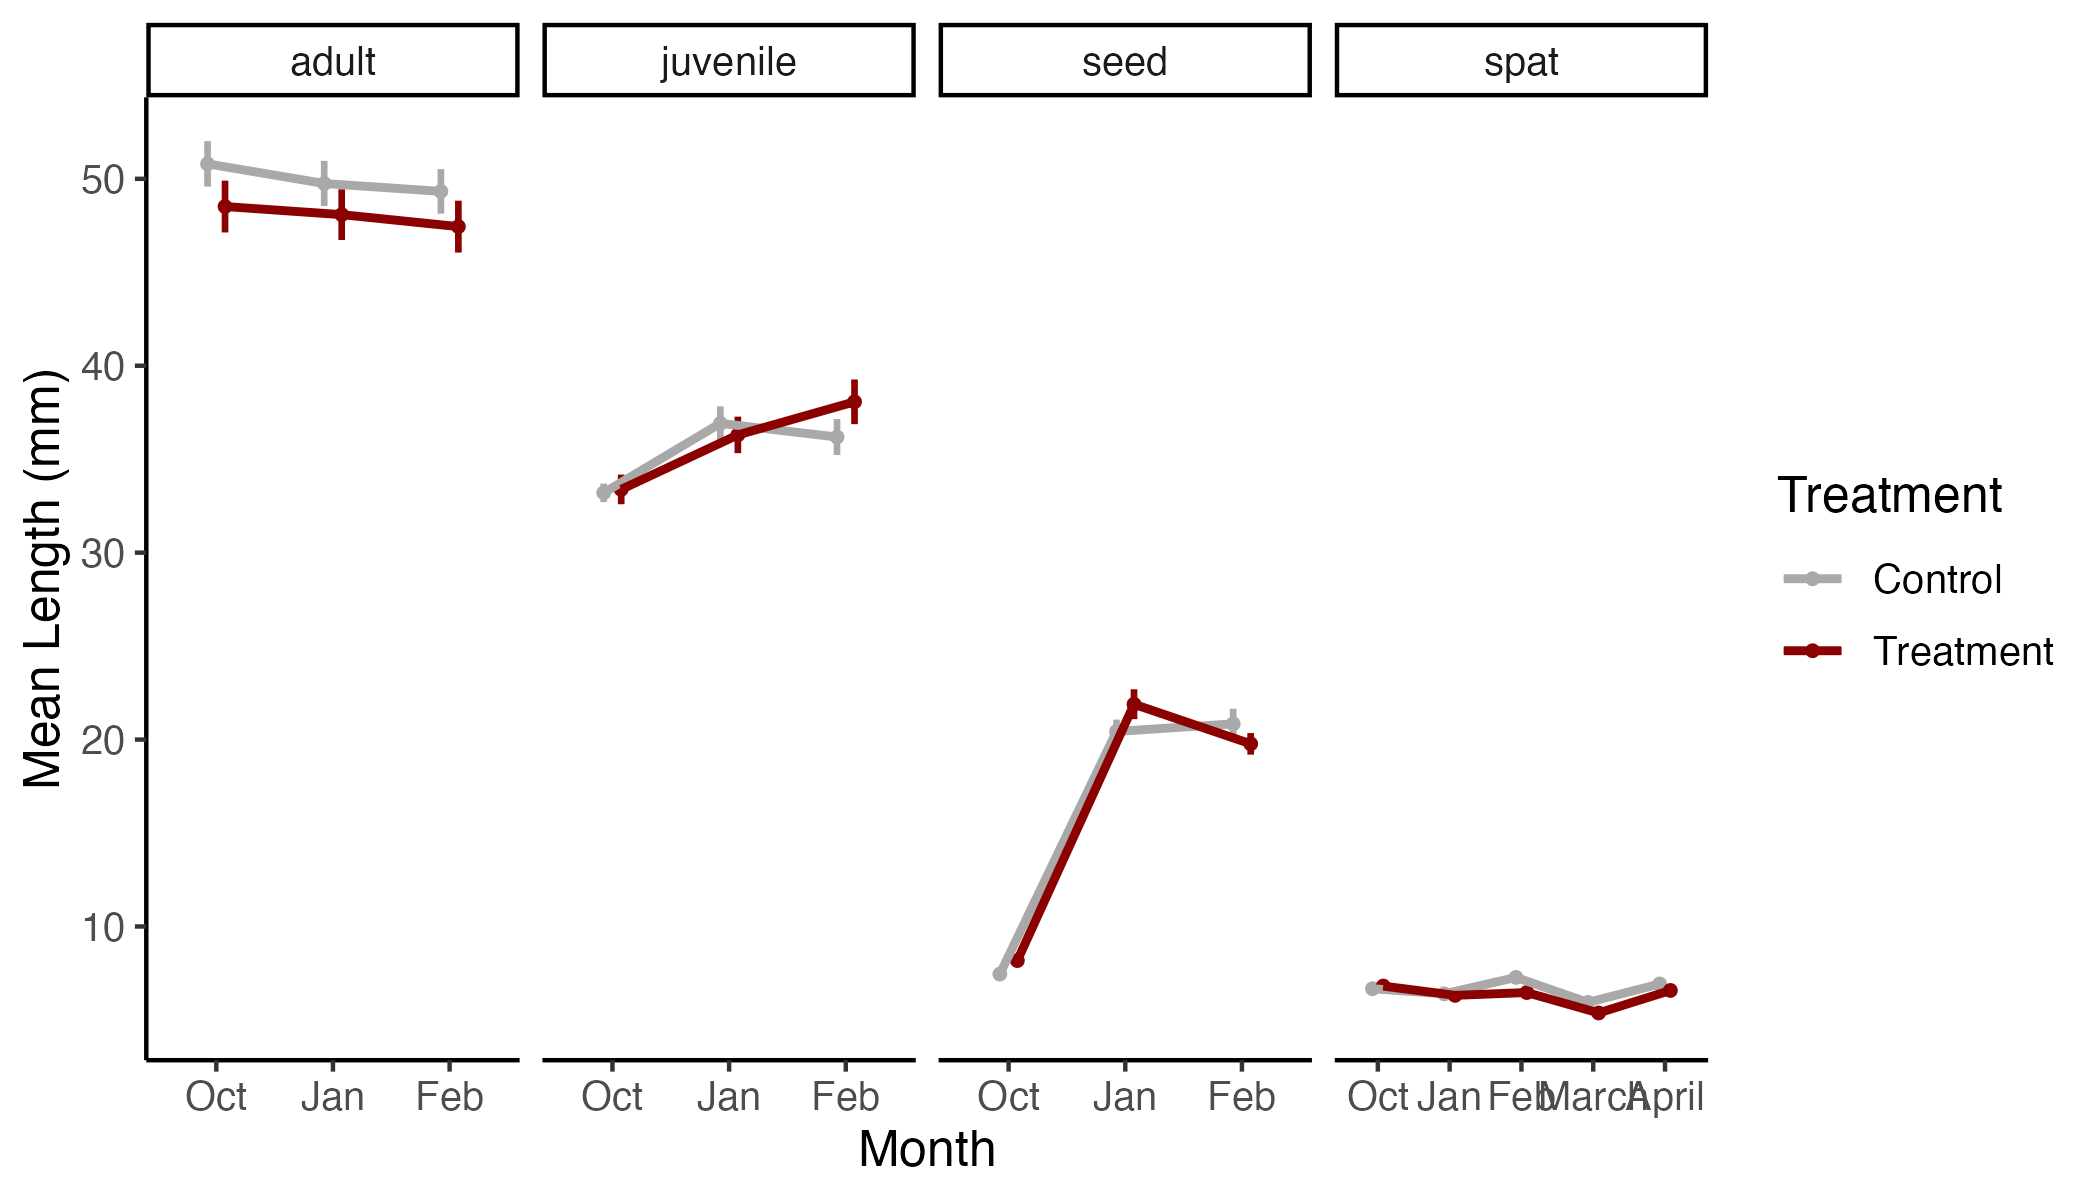 adult juvenile seed spat
50
40
30
20
10
Mean Length (mm)
Oct Jan Feb Oct Jan Feb Oct Jan Feb Oct Jan Feb March April
Month
Treatment
Control
Treatment